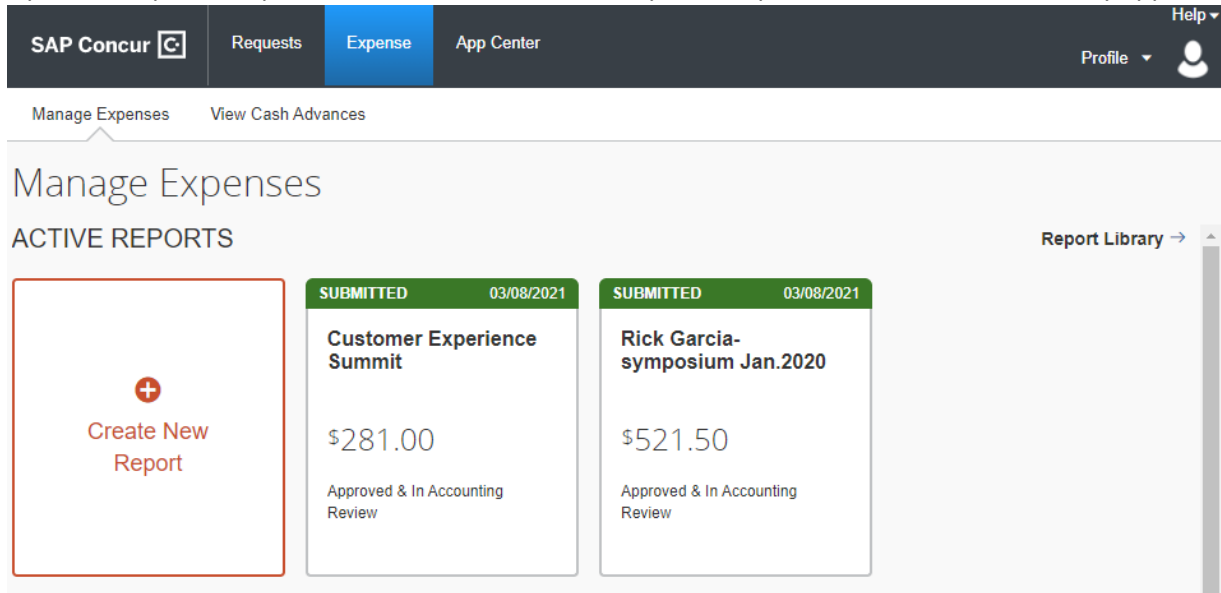 Help
SAP Concur C. Requests Expense App Center
Profile
Manage Expenses View Cash Advances
Manage Expenses
ACTIVE REPORTS
Report Library →
Create New
Report
SUBMITTED 03/08/2021
Customer Experience
Summit
$281.00
Approved & In Accounting
Review
SUBMITTED 03/08/2021
Rick Garcia-
symposium Jan.2020
$521.50
Approved & In Accounting
Review